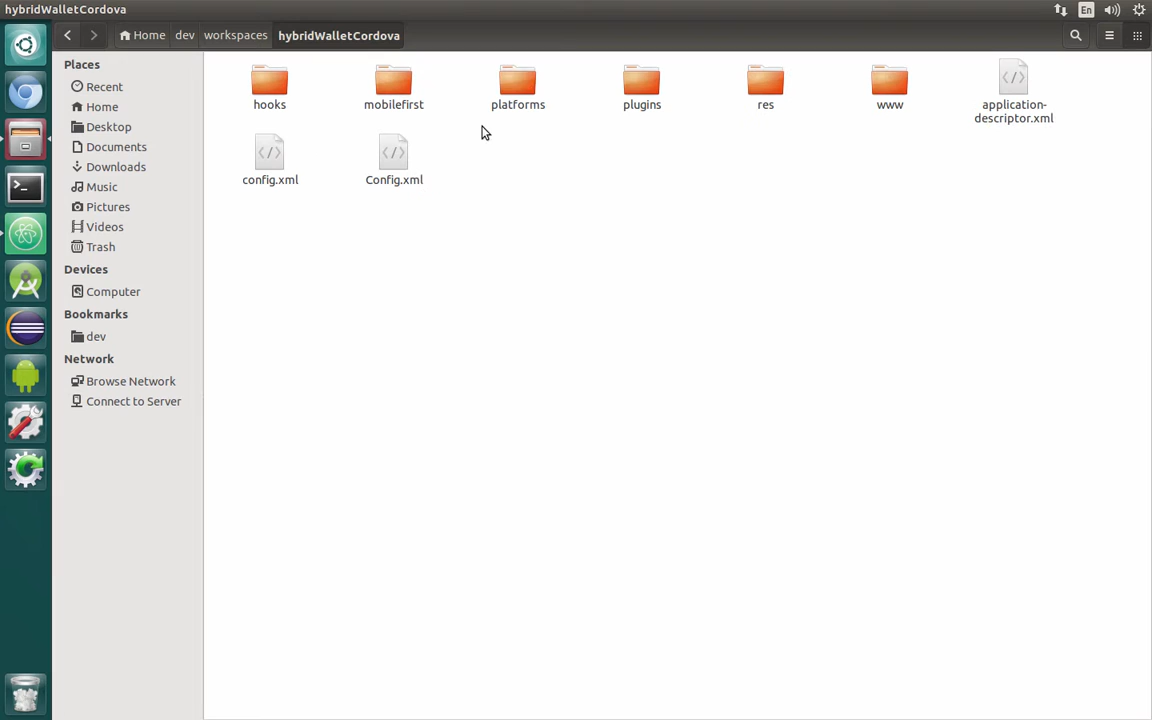 hybridWalletCordova
En
Home dev workspaces hybridWalletCordova
Places
Recent
Home
Desktop
Documents
Downloads
Music
Pictures
Videos
Trash
Devices
Computer
Bookmarks
dev
Network
Browse Network
Connect to Server
hooks
mobilefirst
platforms
plugins
res
www
application-
descriptor.xml
config.xml
Config.xml